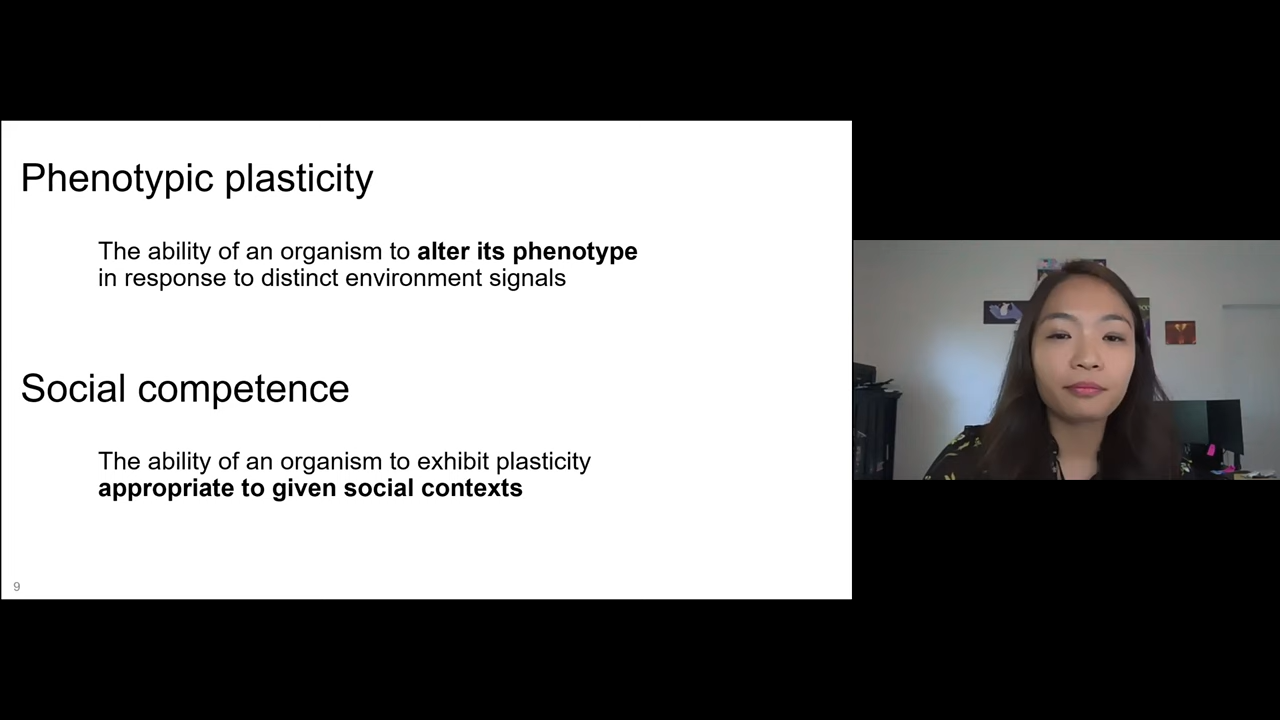 Phenotypic plasticity
The ability of an organism to alter its phenotype
in response to distinct environment signals
Social competence
The ability of an organism to exhibit plasticity
appropriate to given social contexts
9